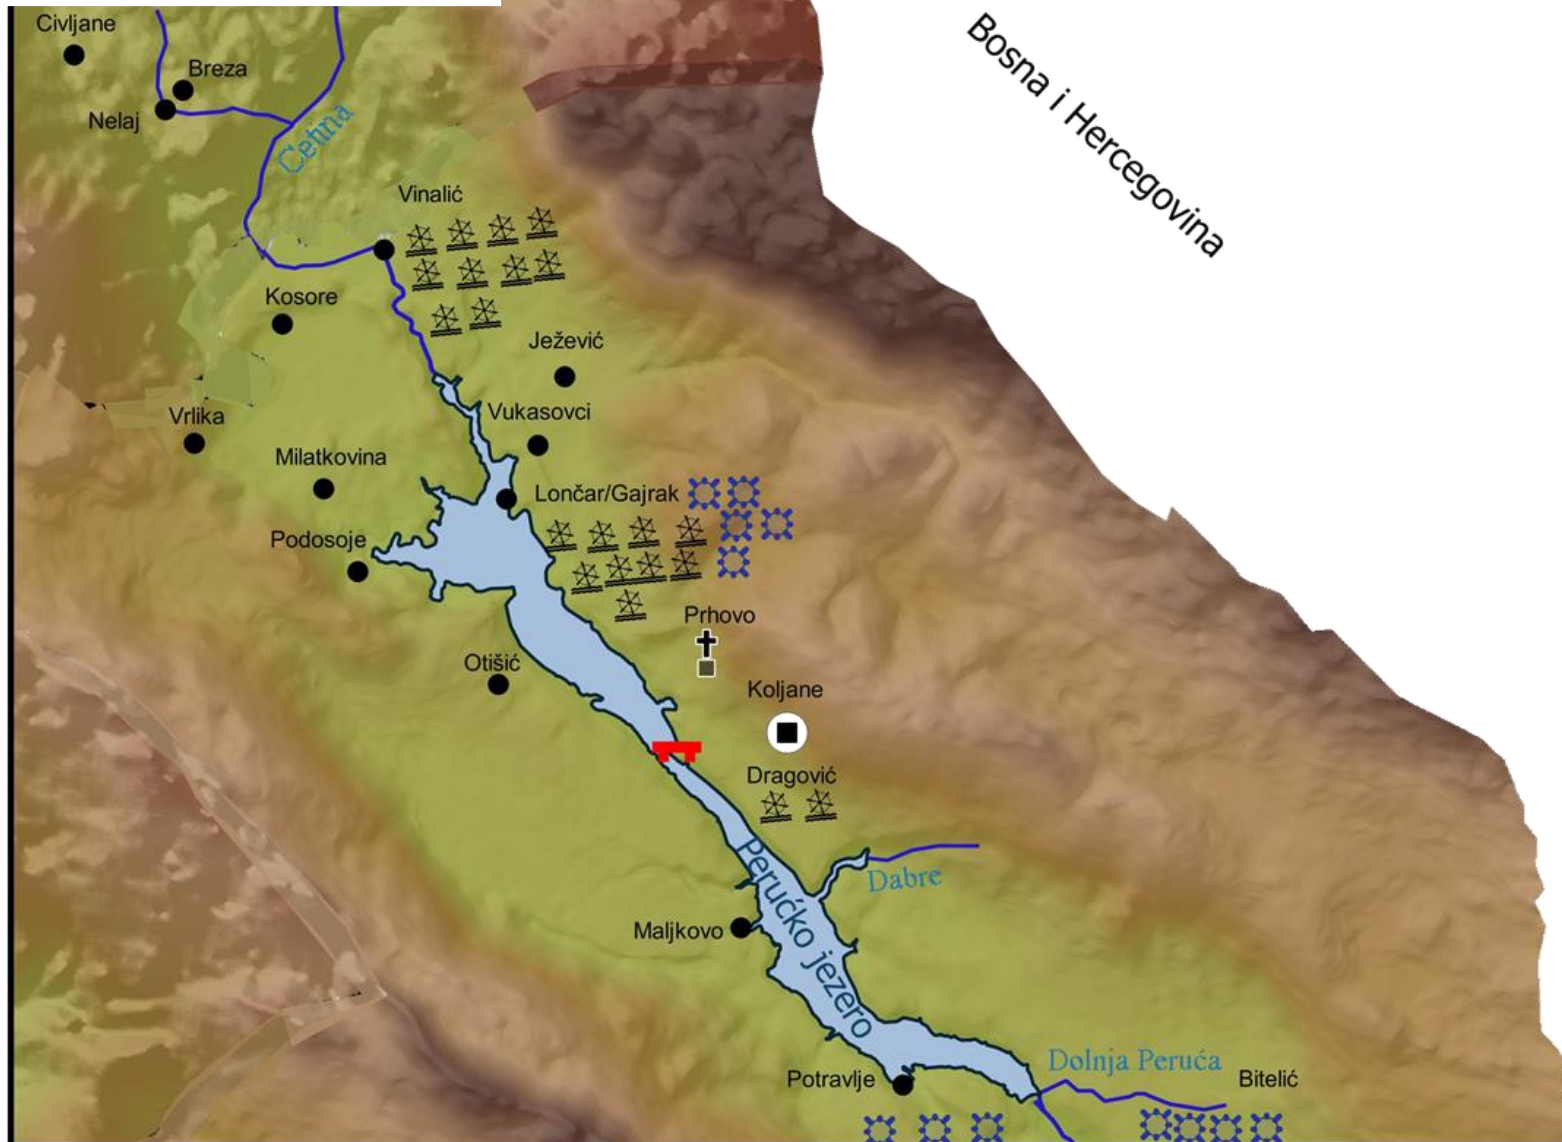 Civljane
Breza
Nelaj
Cetina
Bosna i Hercegovina
Vinalić
Kosore
Ježević
Vrlika
Vukasovci
Milatkovina
Lončar/Gajrak
Podosoje
Prhovo
Otišić
Koljane
Dragović
Dabre
Perućko jezero
Maljkovo
Dolnja Peruća
Potravlje
Bitelić